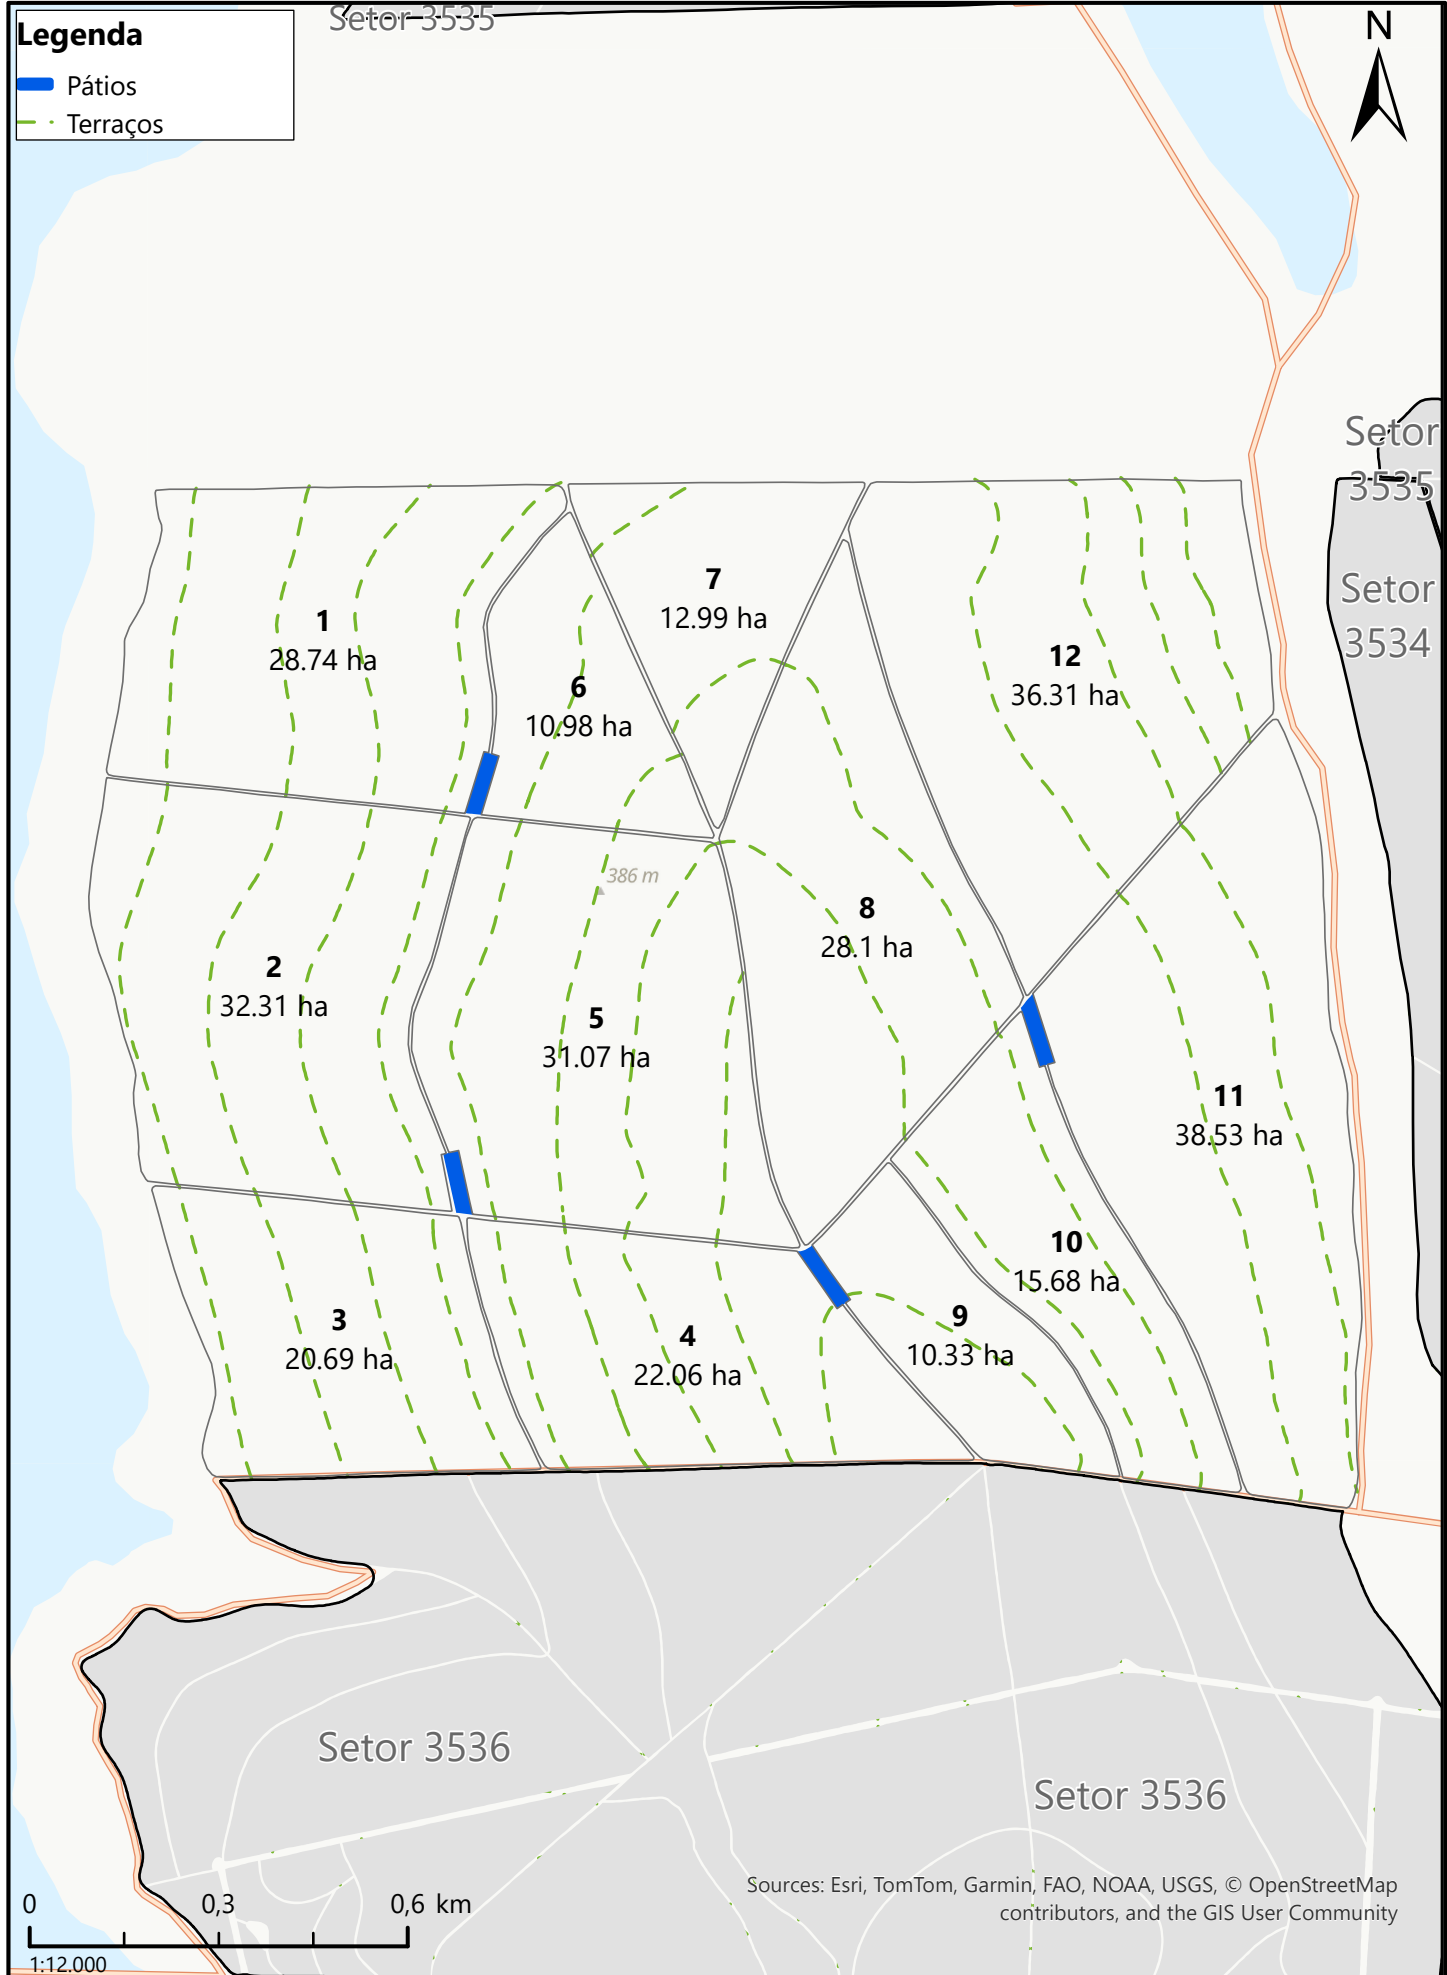 Setor 3535
Legenda
Pátios
Terraços
N
Setor
3535
Setor
3534
7
12.99 ha
1
28.74 ha
12
36.31 ha
6
10.98 ha
386 m
8
28.1 ha
2
32.31 ha
5
31.07 ha
11
38.53 ha
10
15.68 ha
9
10.33 ha
3
20.69 ha
4
22.06 ha
Setor 3536
Setor 3536
Sources: Esri, TomTom, Garmin, FAO, NOAA, USGS, © OpenStreetMap
contributors, and the GIS User Community
0 0,3 0,6 km
1:12.000